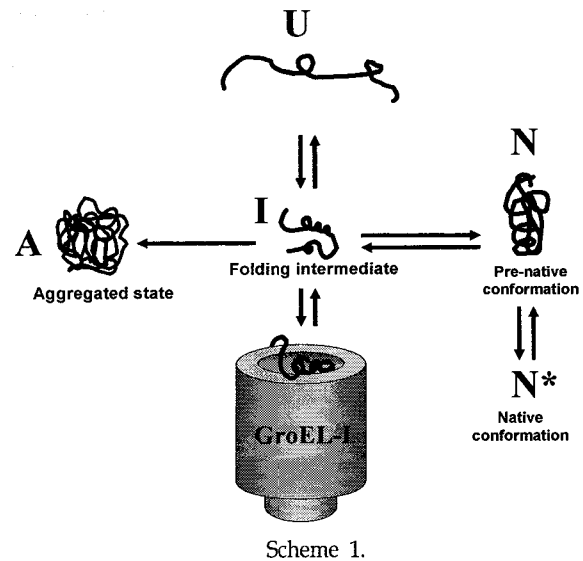 U
N
I
A
Folding intermediate
Aggregated state
Pre-native
conformation
GroEL-I
N*
Native
conformation
Scheme 1.